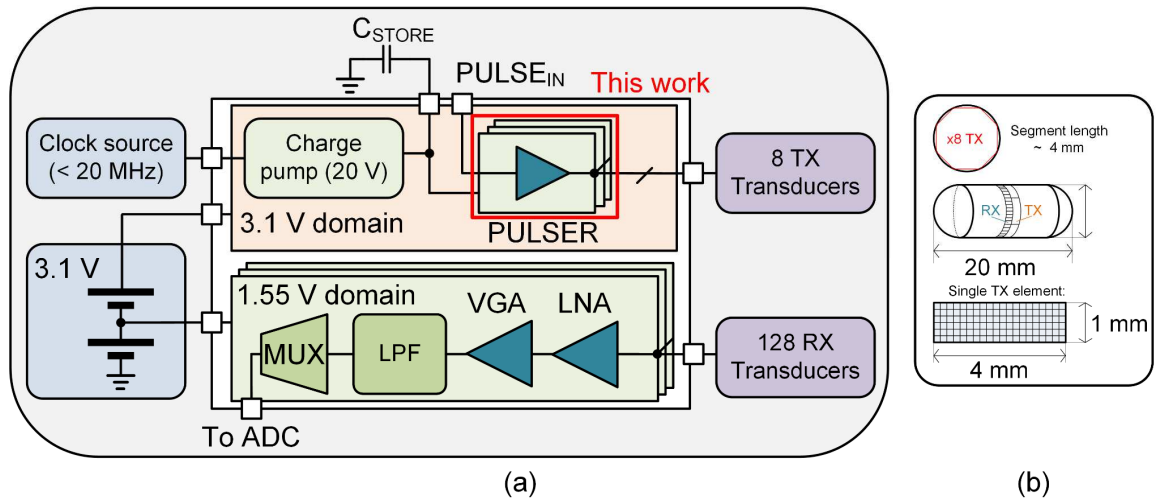 C_STORE
PULSE_IN
This work
Clock source
(< 20 MHz)
Charge
pump (20 V)
8 TX
Transducers
3.1 V domain
PULSER
3.1 V
1.55 V domain
VGA
LNA
MUX
LPF
128 RX
Transducers
To ADC
(a)
x8 TX
Segment length
~ 4 mm
RX
TX
20 mm
Single TX element:
1 mm
4 mm
(b)